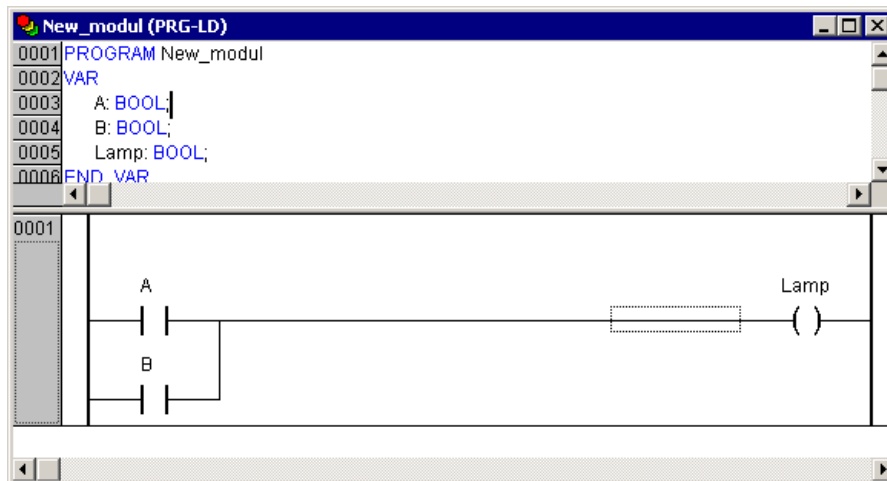 New_modul (PRG-LD)
0001 PROGRAM New_modul
0002 VAR
0003 A: BOOL;
0004 B: BOOL;
0005 Lamp: BOOL;
0006 END_VAR
0001
A
Lamp
B